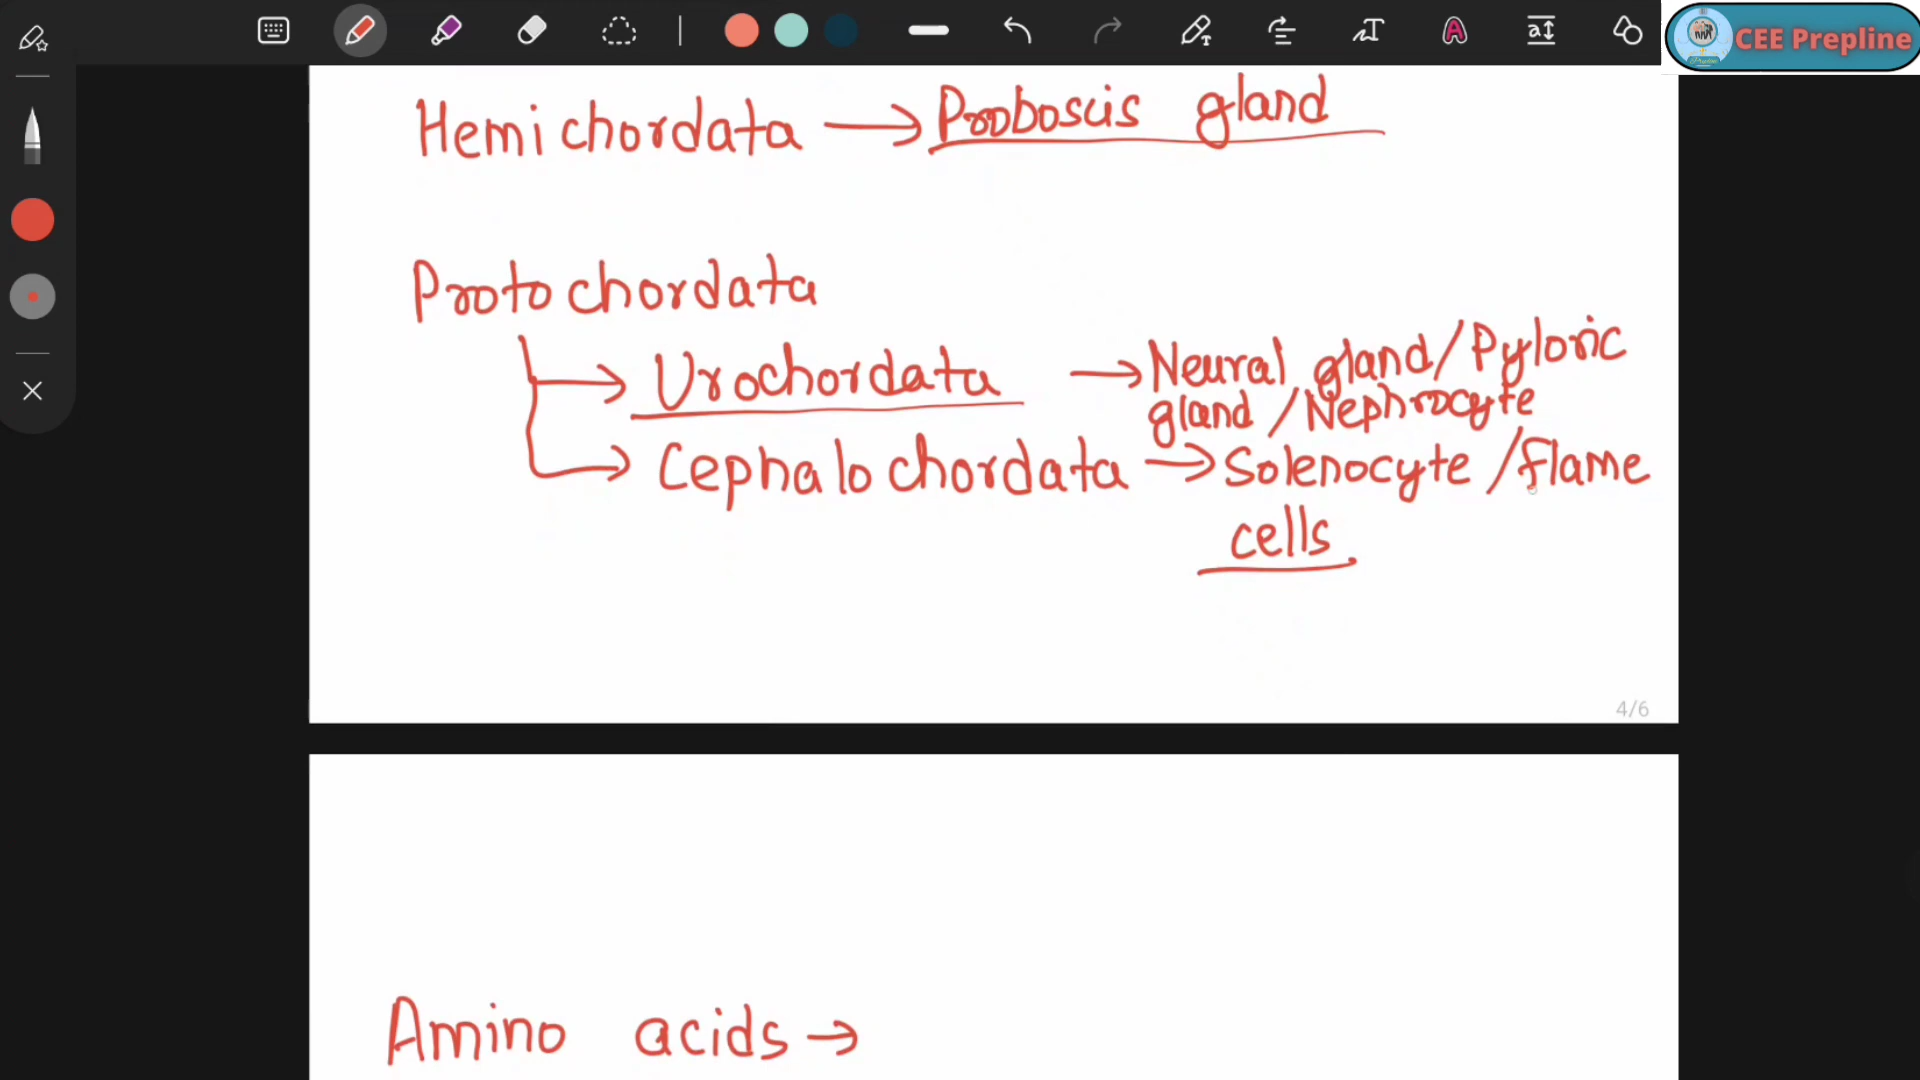 CEE Prepline
Hemichordata → Proboscis gland
Protochordata
→ Urochordata → Neural gland/Pyloric
gland/Nephrocyte
→ Cephalochordata → Solenocyte/flame
cells
4/6
Amino acids →